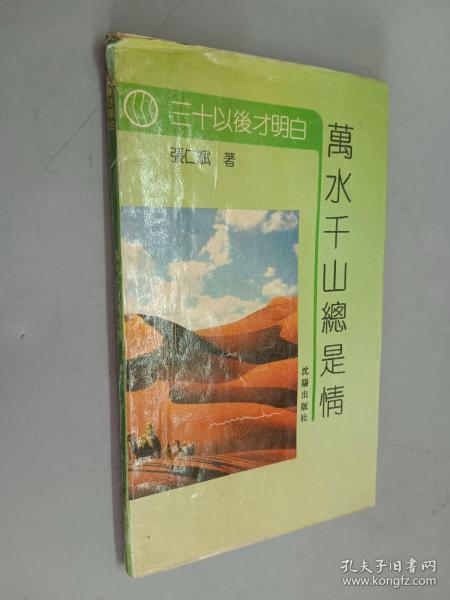 三十以後才明白
張仁斌 著
萬水千山總是情
沈陽出版社
孔夫子旧书网
www.kongfz.com